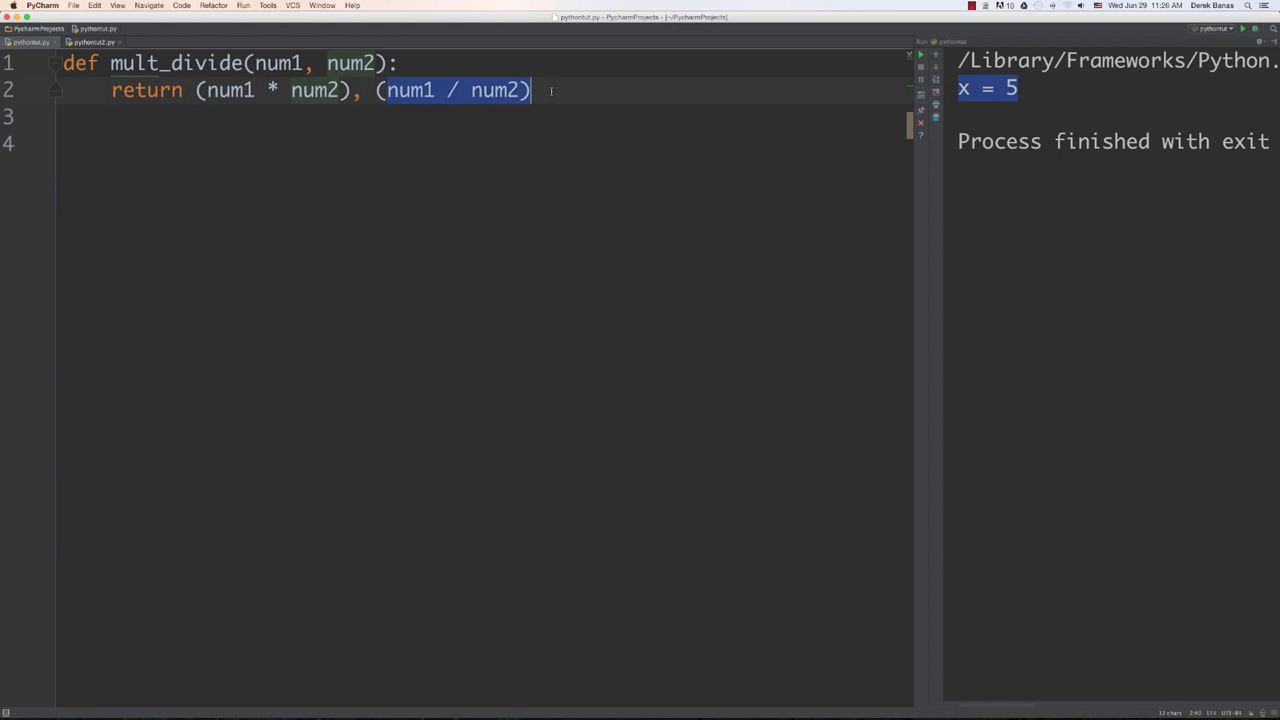 PyCharm File Edit View Navigate Code Refactor Run Tools VCS Window Help
10 Wed Jun 29 11:26 AM Derek Banas
pythontut.py - PycharmProjects - [~/PycharmProjects]
PycharmProjects pythontut.py
pythontut
pythontut.py pythontut2.py
Run pythontut
1 def mult_divide(num1, num2):
2 return (num1 * num2), (num1 / num2)
3
4
/Library/Frameworks/Python.
x = 5
Process finished with exit
12 chars 2:40 LF≑ UTF-8≑